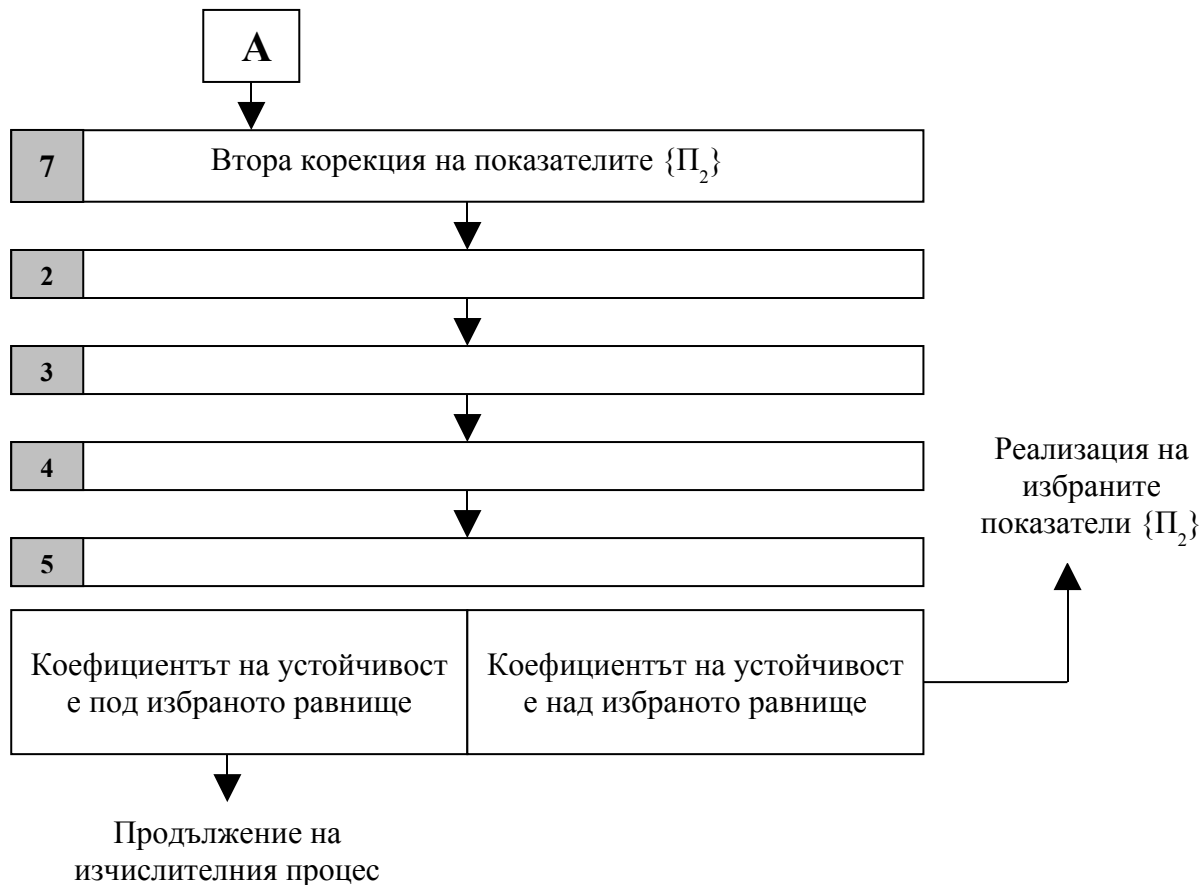 A
7
Втора корекция на показателите {П₂}
2
3
4
Реализация на
избраните
показатели {П₂}
5
Коефициентът на устойчивост
е под избраното равнище
Коефициентът на устойчивост
е над избраното равнище
Продължение на
изчислителния процес